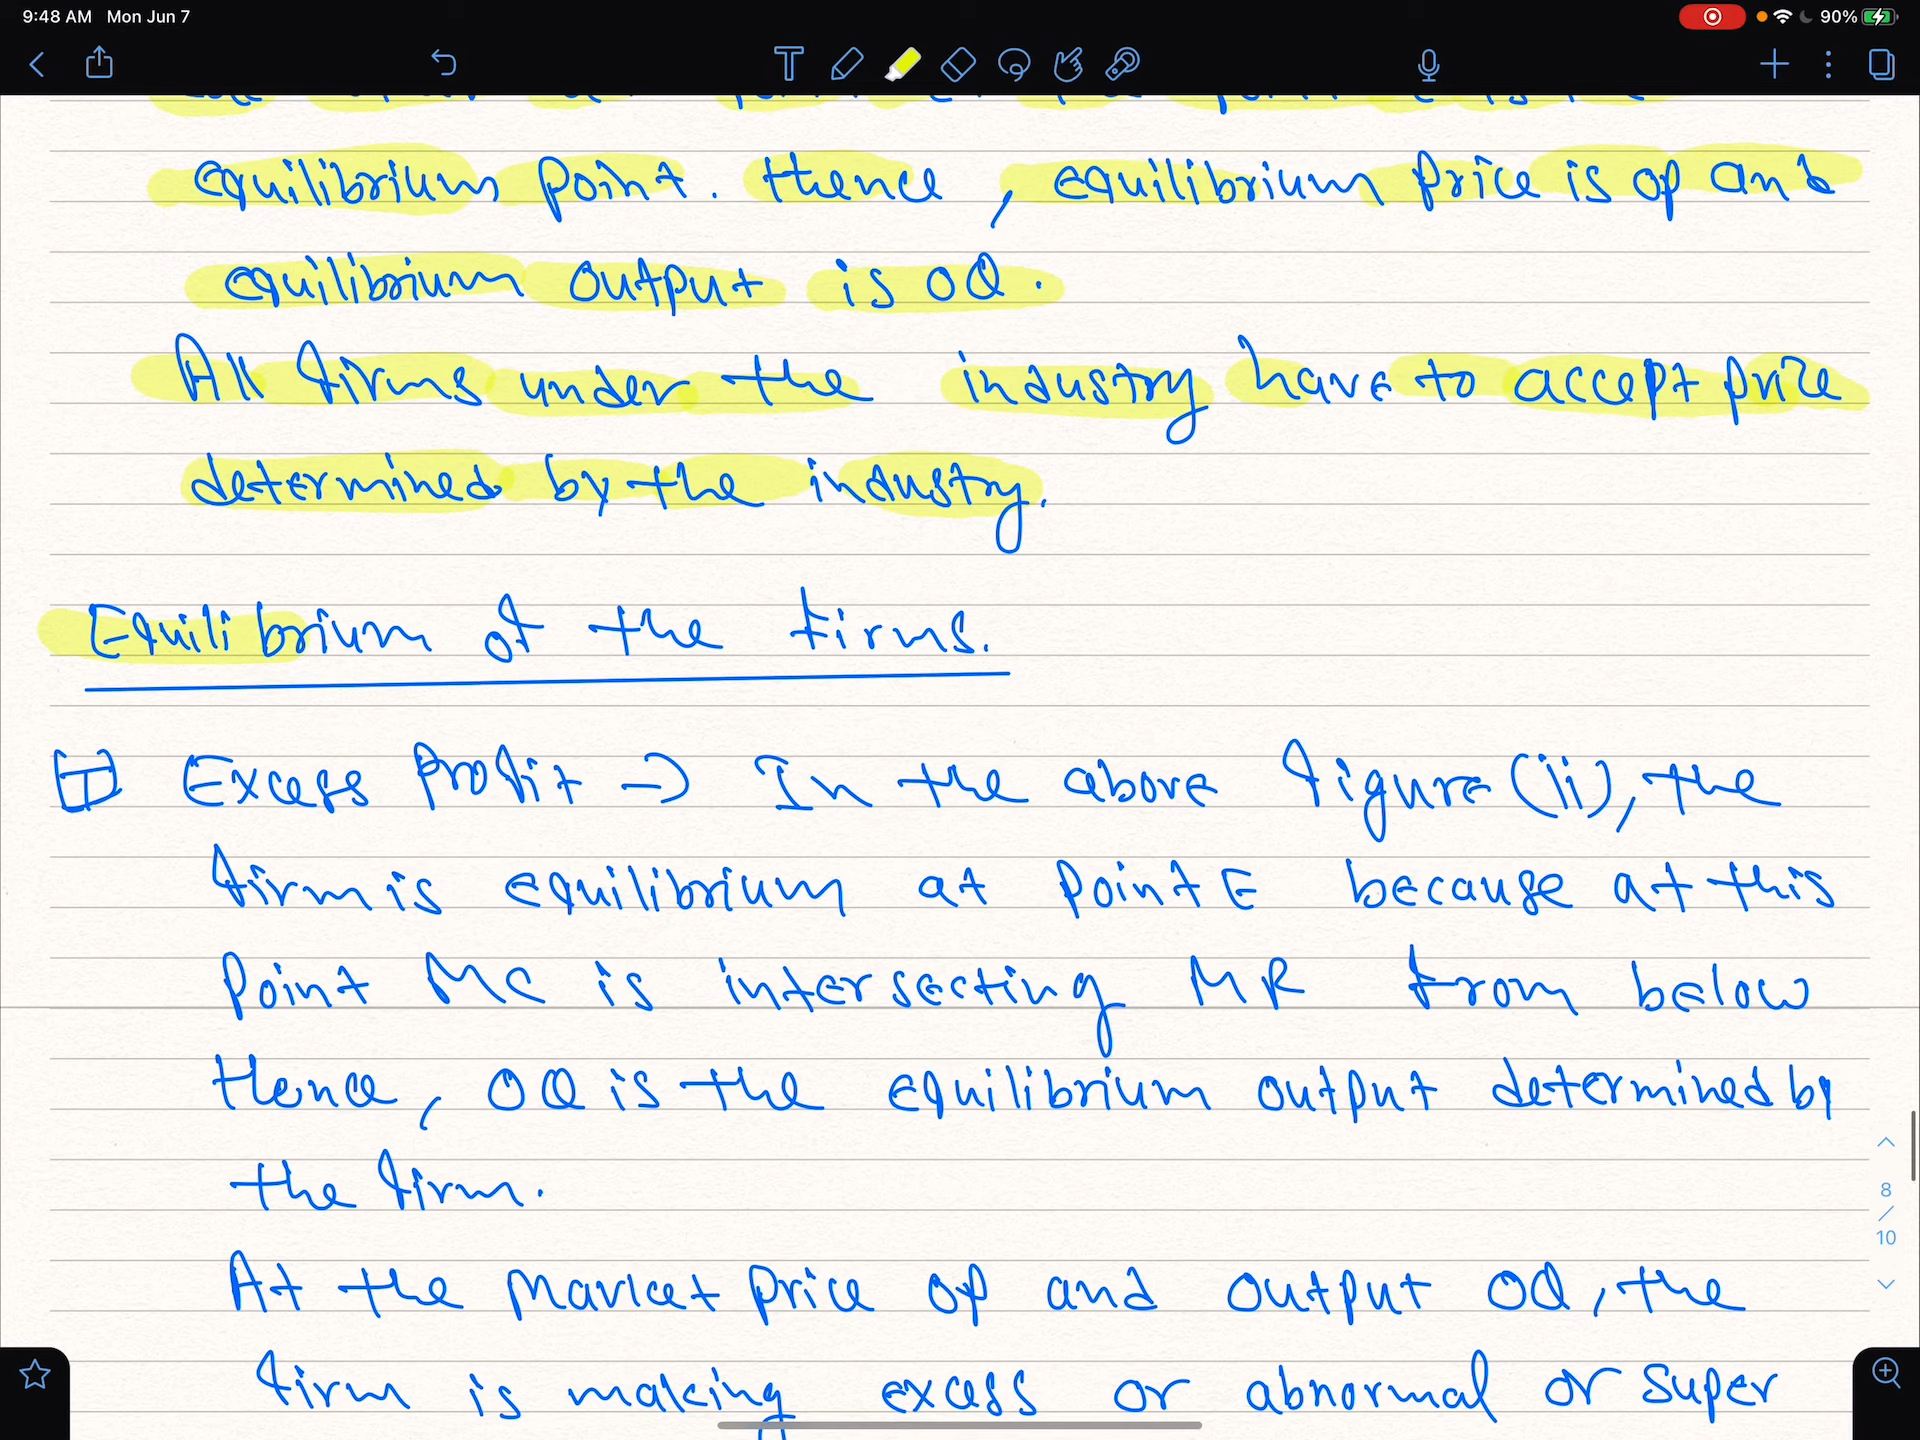 9:48 AM Mon Jun 7
90%
equilibrium point. Hence, equilibrium price is op and
equilibrium output is OQ.
All firms under the industry have to accept price
determined by the industry.
Equilibrium of the firms.
I Excess Profit → In the above figure (ii), the
firm is equilibrium at point E because at this
Point MC is intersecting MR from below
Hence, OQ is the equilibrium output determined by
the firm.
At the market price op and output OQ, the
firm is making excess or abnormal or super
8
/
10